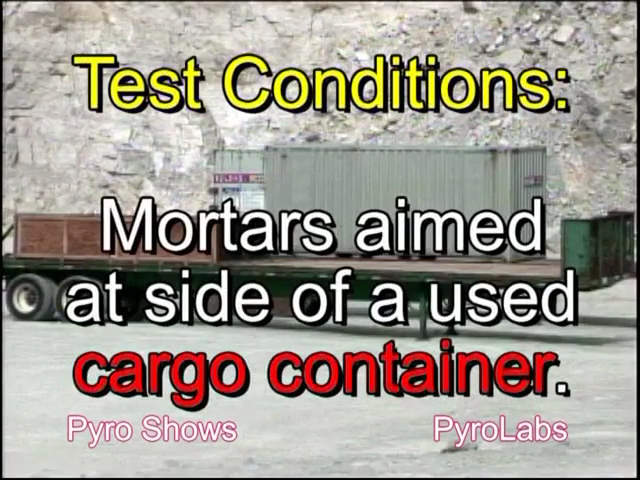 Test Conditions:
Mortars aimed
at side of a used
cargo container.
Pyro Shows PyroLabs